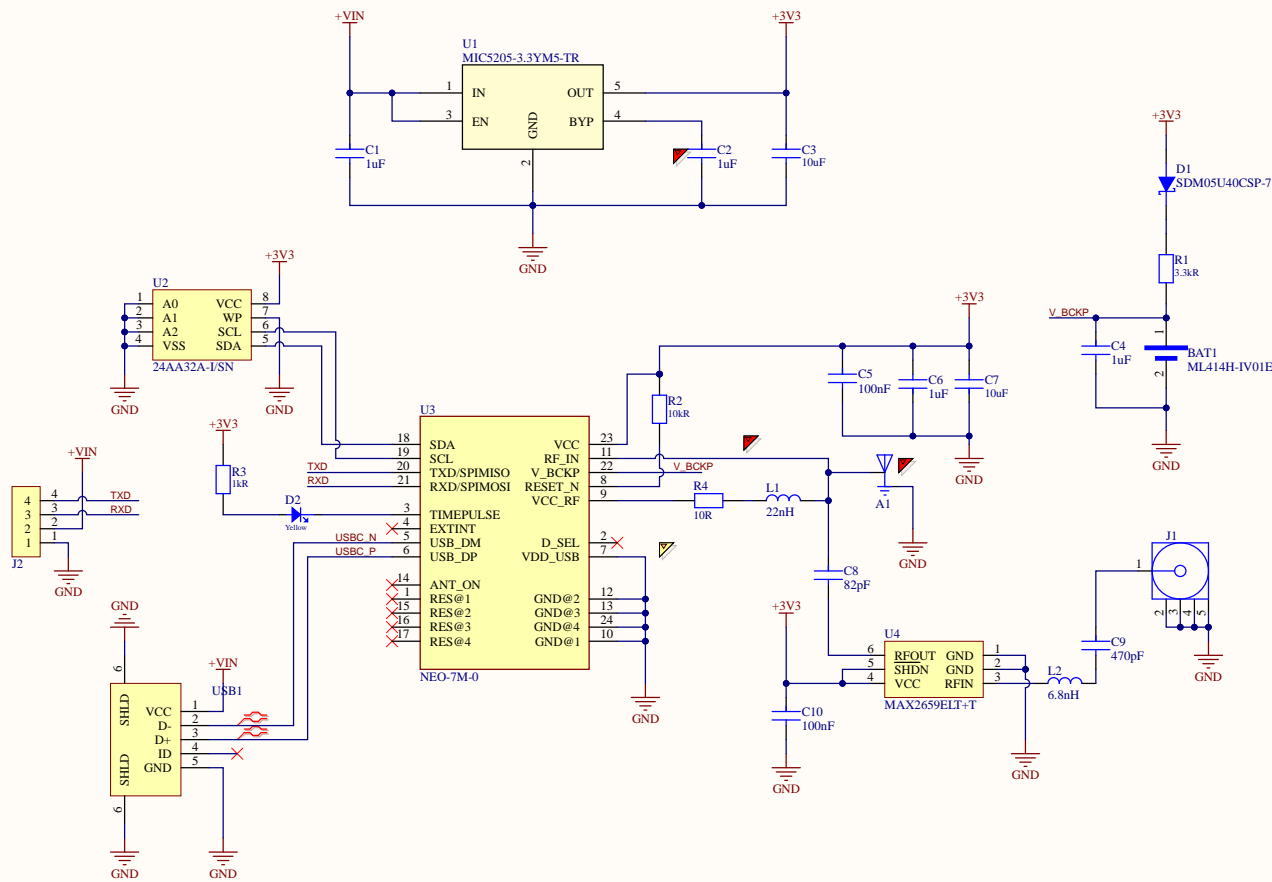 +VIN
+3V3
U1
MIC5205-3.3YM5-TR
1 IN OUT 5
3 EN BYP 4
GND
2
C1
1uF
C2
1uF
C3
10uF
GND
+3V3
D1
SDM05U40CSP-7
R1
3.3kR
V_BCKP
C4
1uF
1
2
BAT1
ML414H-IV01E
GND
+3V3
U2
1 A0 VCC 8
2 A1 WP 7
3 A2 SCL 6
4 VSS SDA 5
24AA32A-I/SN
GND
GND
+3V3
R3
1kR
D2
Yellow
+VIN
4 TXD
3 RXD
2
1
J2
GND
TXD
RXD
USBC_N
USBC_P
U3
18 SDA VCC 23
19 SCL RF_IN 11
20 TXD/SPIMISO V_BCKP 22
21 RXD/SPIMOSI RESET_N 8
VCC_RF 9
3 TIMEPULSE
4 EXTINT
5 USB_DM D_SEL 2
6 USB_DP VDD_USB 7
14 ANT_ON
1 RES@1 GND@2 12
15 RES@2 GND@3 13
16 RES@3 GND@4 24
17 RES@4 GND@1 10
NEO-7M-0
GND
R2
10kR
V_BCKP
R4
10R
L1
22nH
+3V3
C5
100nF
C6
1uF
C7
10uF
GND
A1
GND
C8
82pF
+3V3
C10
100nF
GND
U4
6 RFOUT GND 1
5 SHDN GND 2
4 VCC RFIN 3
MAX2659ELT+T
GND
L2
6.8nH
C9
470pF
J1
1
2
3
4
5
GND
GND
6
+VIN
USB1
SHLD
SHLD
VCC 1
D- 2
D+ 3
ID 4
GND 5
6
GND
GND